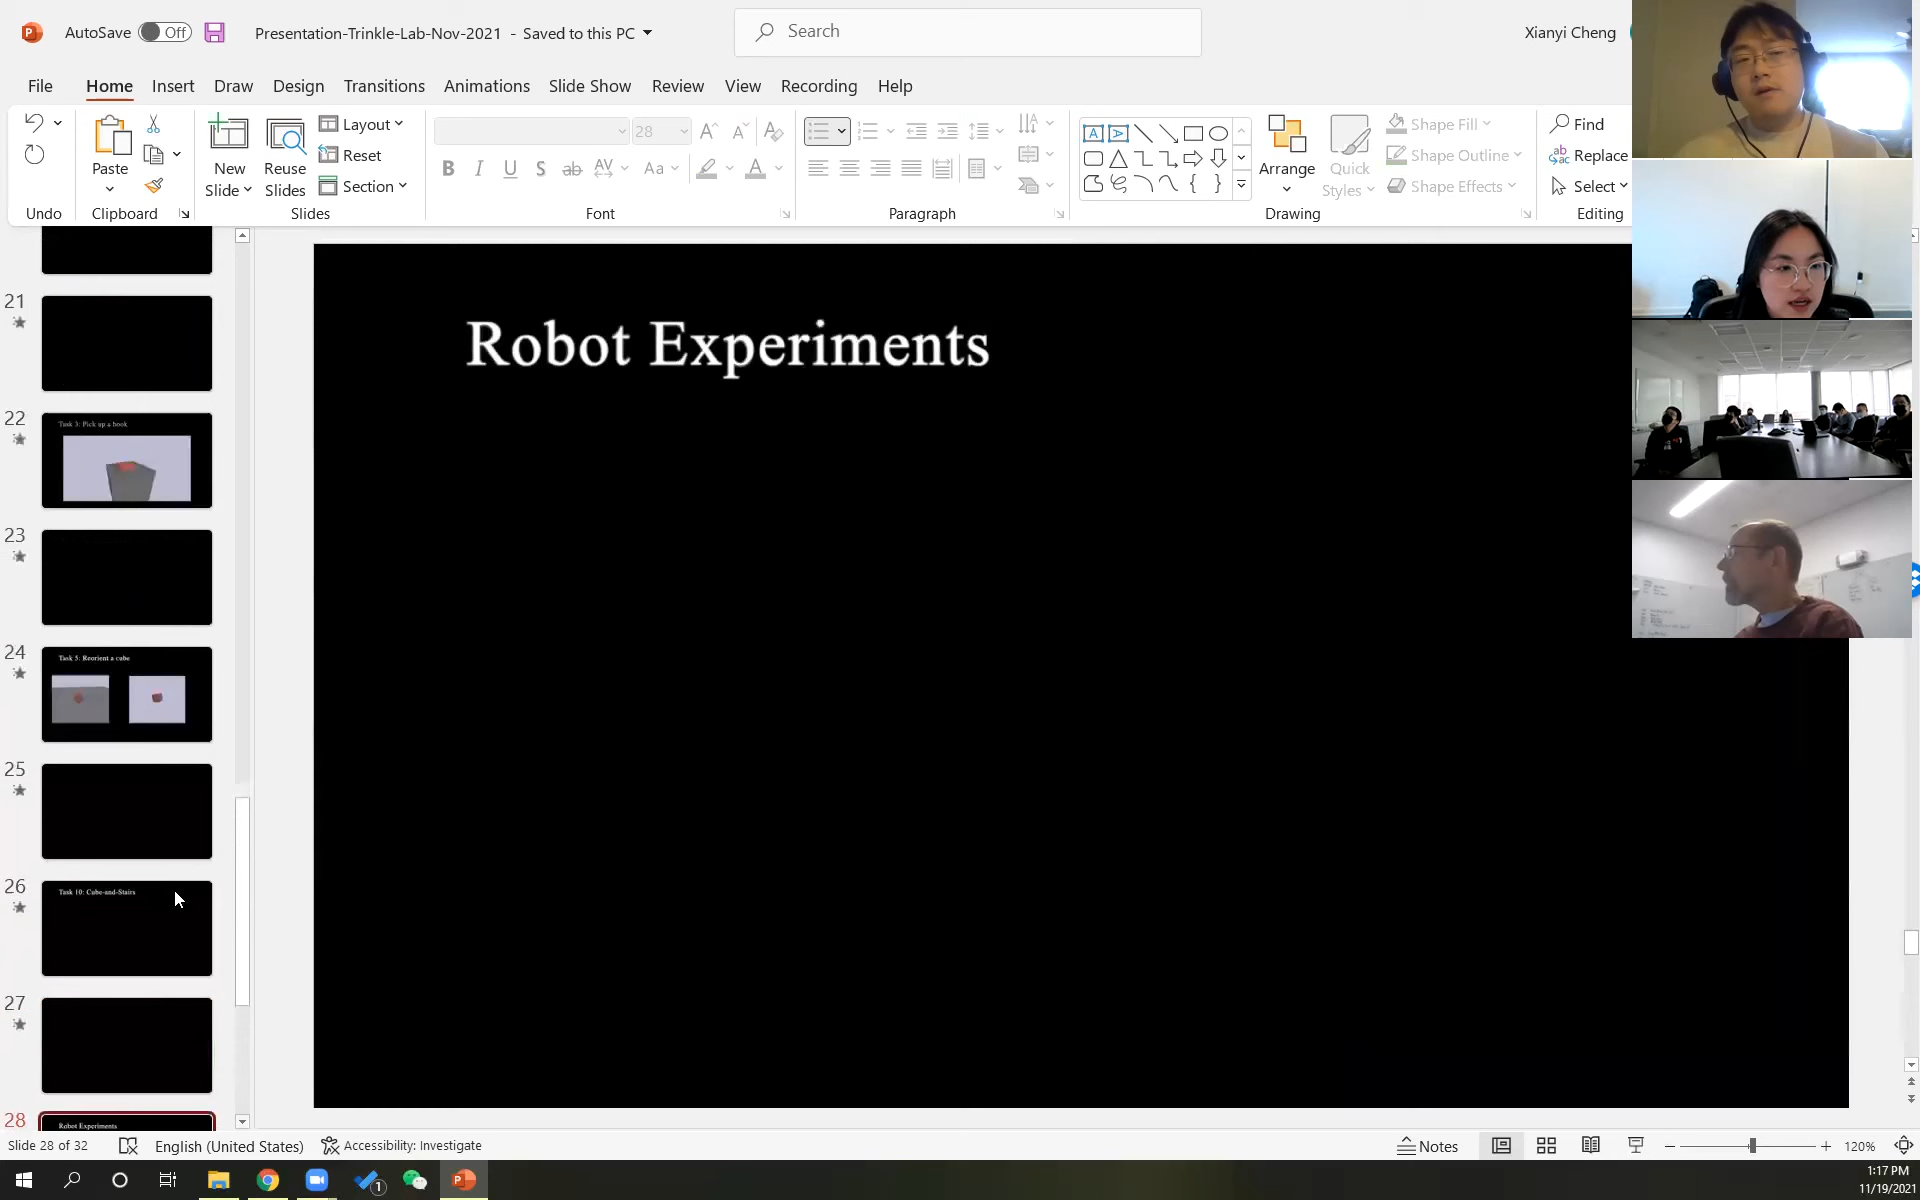 AutoSave Off Presentation-Trinkle-Lab-Nov-2021 - Saved to this PC Search Xianyi Cheng
File Home Insert Draw Design Transitions Animations Slide Show Review View Recording Help
Paste New Slide Reuse Slides Layout Reset Section 28 Aa Arrange Quick Styles Shape Fill Shape Outline Shape Effects Find Replace Select
Undo Clipboard Slides Font Paragraph Drawing Editing
21
22
Task 3: Pick up a book
23
24
Task 5: Reorient a cube
25
26
Task 10: Cube-and-Stairs
27
28
Robot Experiments
Robot Experiments
Slide 28 of 32 English (United States) Accessibility: Investigate Notes 120%
1
1:17 PM
11/19/2021